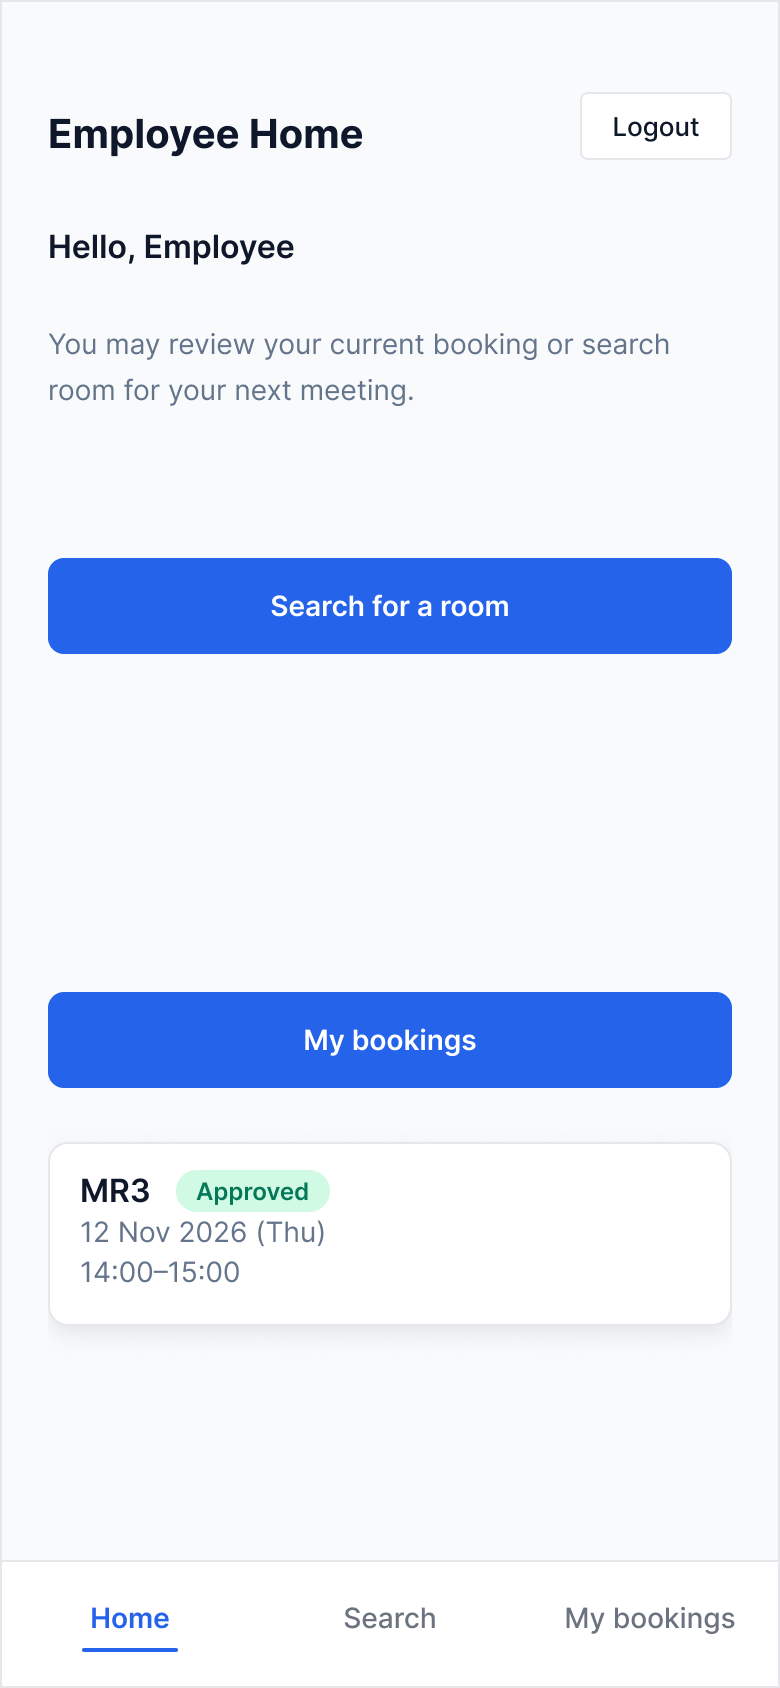 Employee Home
Logout
Hello, Employee
You may review your current booking or search
room for your next meeting.
Search for a room
My bookings
MR3 Approved
12 Nov 2026 (Thu)
14:00–15:00
Home Search My bookings